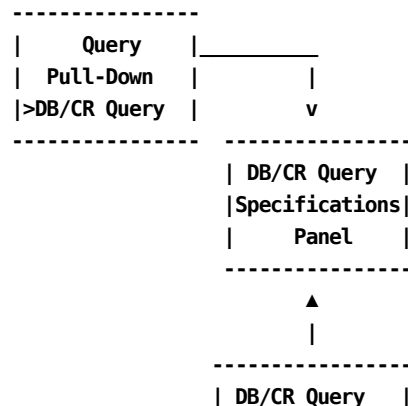 Query
Pull-Down
>DB/CR Query
DB/CR Query
Specifications
Panel
DB/CR Query